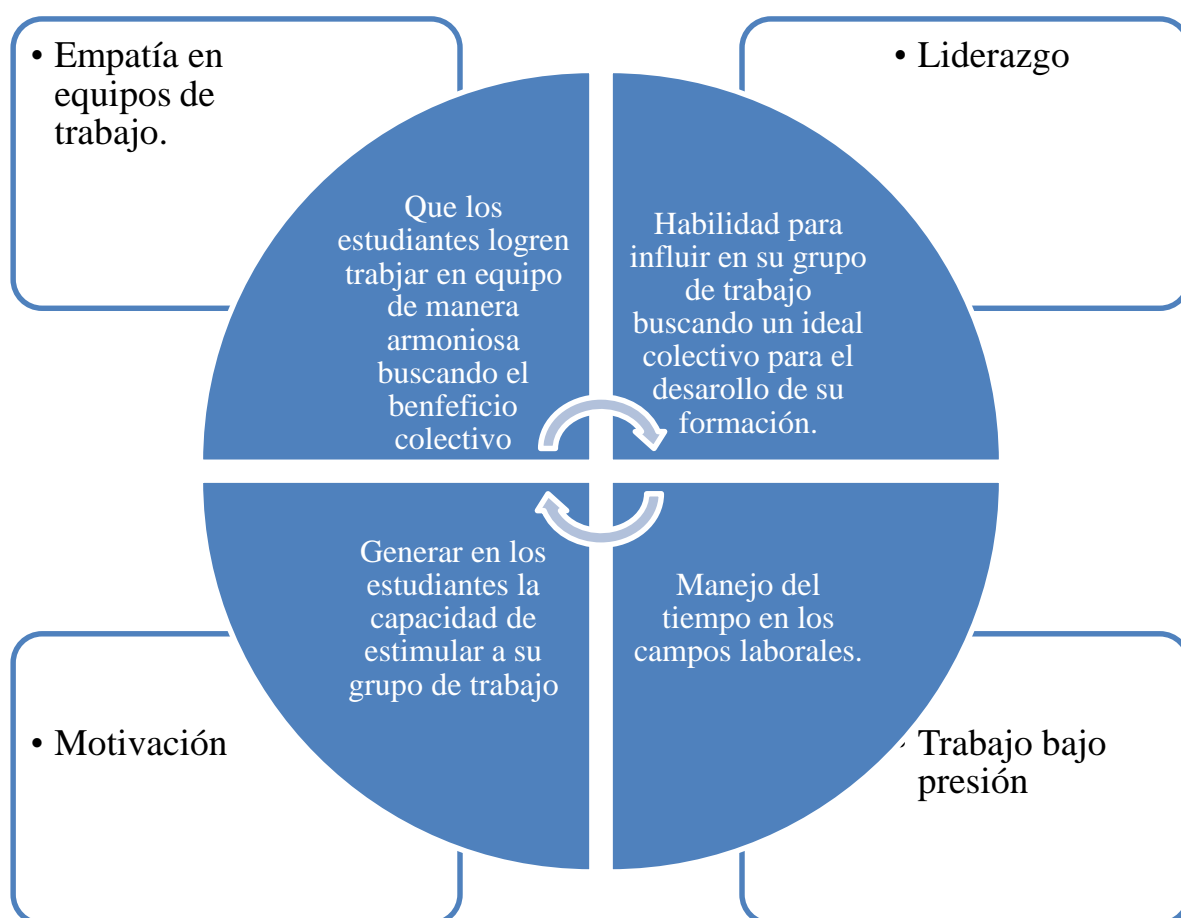 • Empatía en
equipos de
trabajo.
• Liderazgo
Que los
estudiantes logren
trabjar en equipo
de manera
armoniosa
buscando el
benfeficio
colectivo
Habilidad para
influir en su grupo
de trabajo
buscando un ideal
colectivo para el
desarollo de su
formación.
Generar en los
estudiantes la
capacidad de
estimular a su
grupo de trabajo
Manejo del
tiempo en los
campos laborales.
• Motivación
• Trabajo bajo
presión